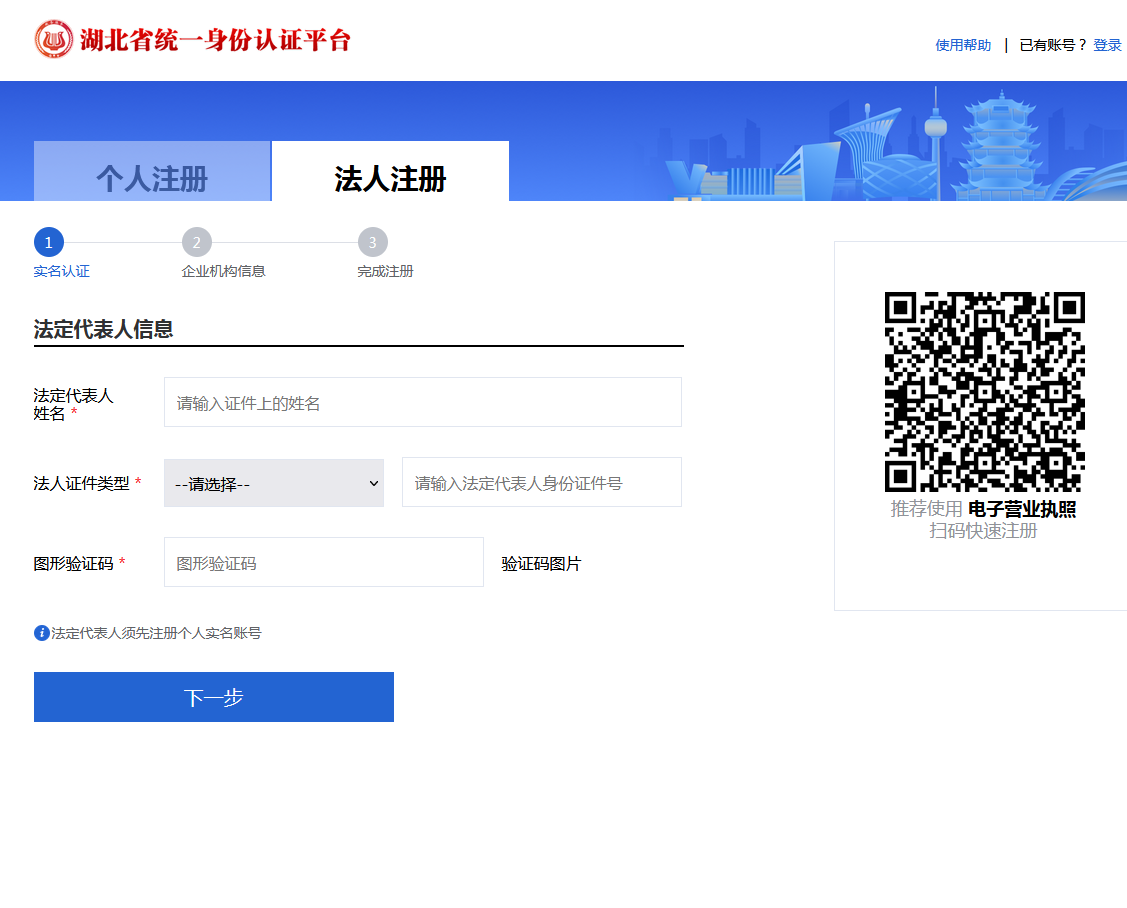 湖北省统一身份认证平台
使用帮助 | 已有账号？ 登录
个人注册 法人注册
1 2 3
实名认证 企业机构信息 完成注册
法定代表人信息
法定代表人
姓名 *
请输入证件上的姓名
法人证件类型 *
--请选择--
请输入法定代表人身份证件号
图形验证码 *
图形验证码
验证码图片
法定代表人须先注册个人实名账号
下一步
推荐使用 电子营业执照
扫码快速注册